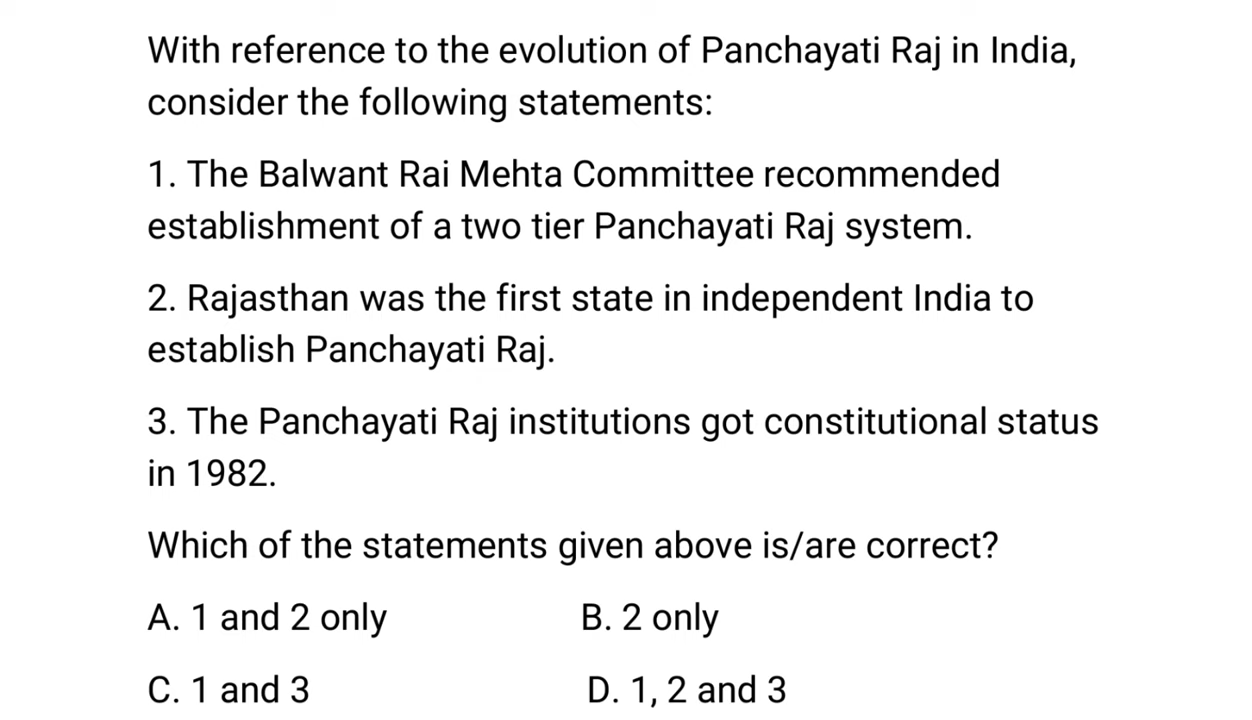 With reference to the evolution of Panchayati Raj in India,
consider the following statements:
1. The Balwant Rai Mehta Committee recommended
establishment of a two tier Panchayati Raj system.
2. Rajasthan was the first state in independent India to
establish Panchayati Raj.
3. The Panchayati Raj institutions got constitutional status
in 1982.
Which of the statements given above is/are correct?
A. 1 and 2 only B. 2 only
C. 1 and 3 D. 1, 2 and 3